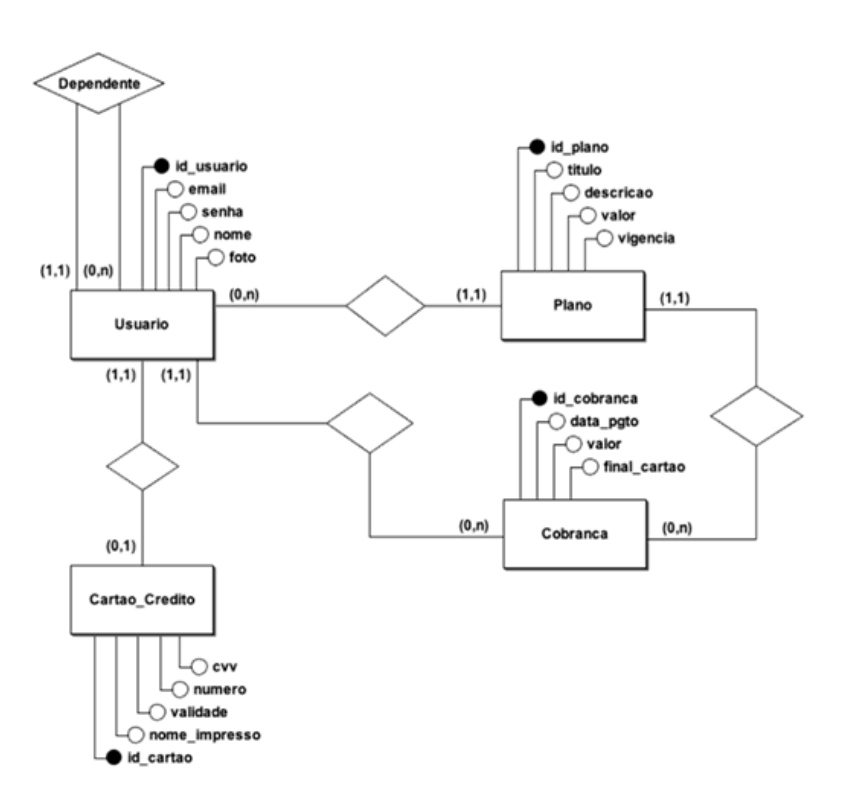 Dependente
id_usuario
email
senha
nome
foto
(1,1)
(0,n)
Usuario
(0,n)
(1,1)
id_plano
titulo
descricao
valor
vigencia
Plano
(1,1)
(1,1)
(1,1)
id_cobranca
data_pgto
valor
final_cartao
(0,n)
Cobranca
(0,n)
(0,1)
Cartao_Credito
cvv
numero
validade
nome_impresso
id_cartao